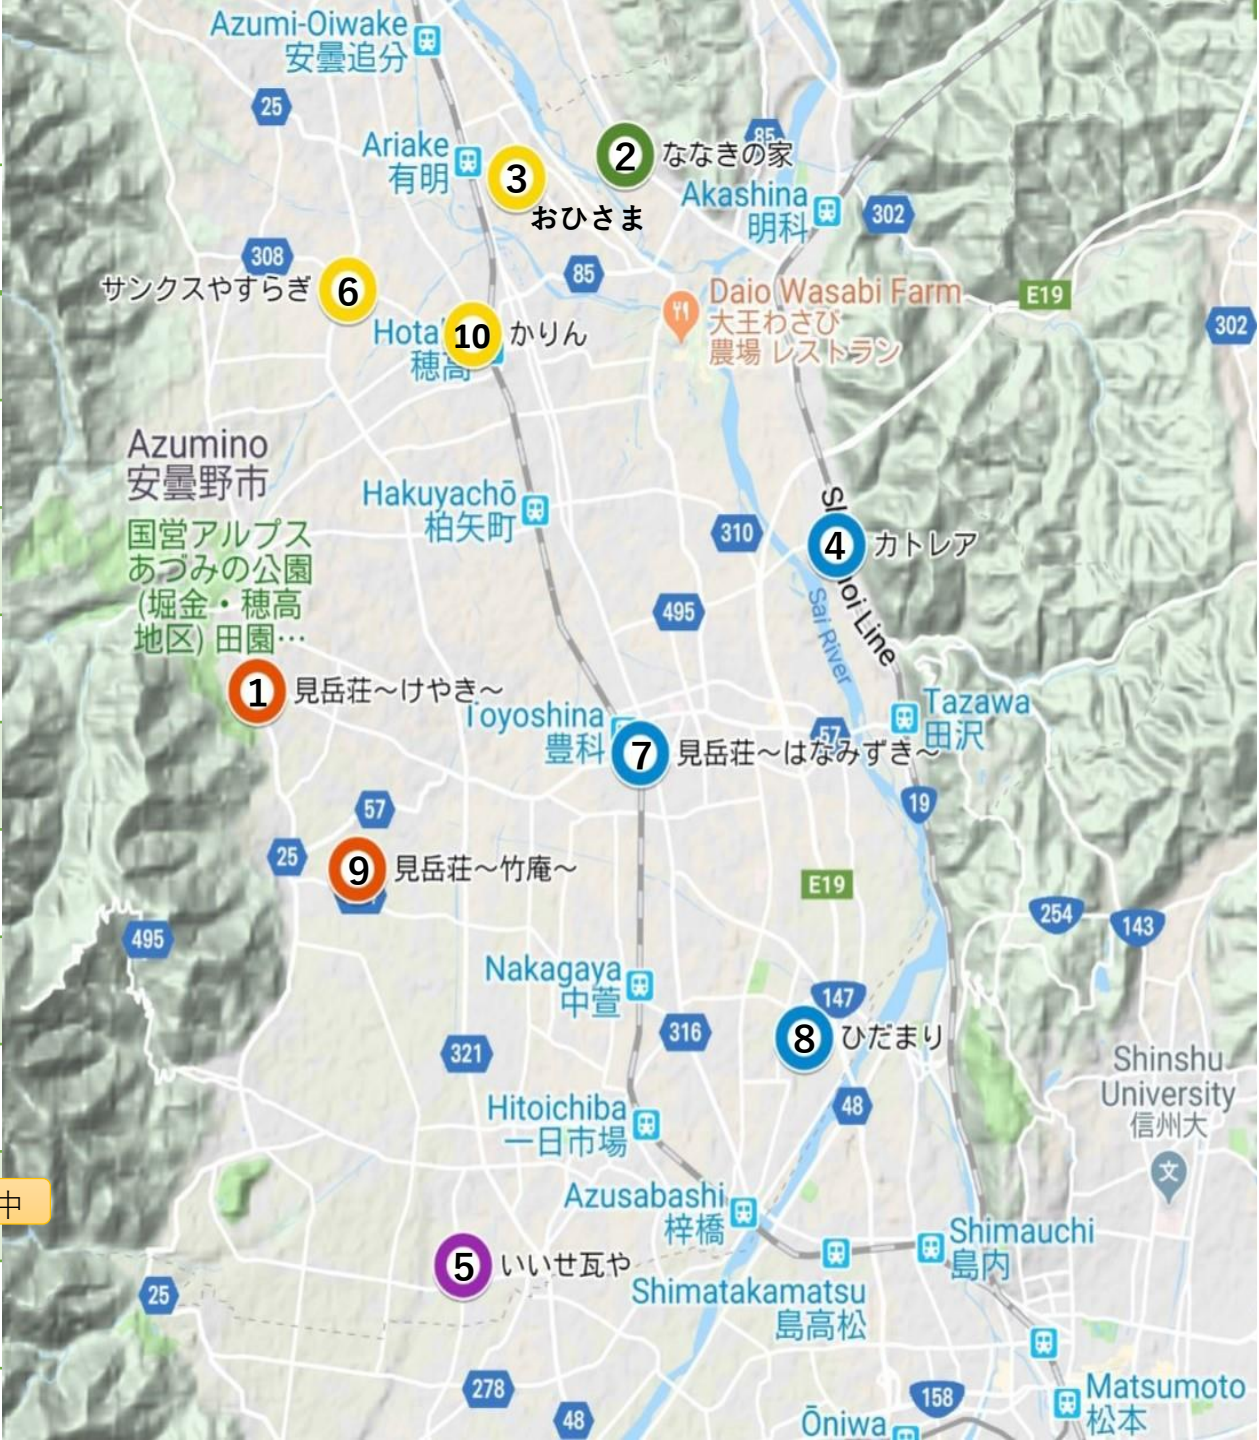 Azumi-Oiwake
安曇追分
25
Ariake
有明
3
おひさま
2
ななきの家
85
Akashina
明科
302
308
サンクスやすらぎ
6
85
Daio Wasabi Farm
大王わさび
農場 レストラン
E19
302
10
かりん
穂高
Azumino
安曇野市
Hakuyachō
柏矢町
310
4
カトレア
国営アルプス
あづみの公園
(堀金・穂高
地区) 田園…
495
Line
Sai River
1
見岳荘～けやき～
Toyoshina
豊科
7
見岳荘～はなみずき～
57
Tazawa
田沢
19
57
25
9
見岳荘～竹庵～
E19
495
254
143
Nakagaya
中萱
147
316
8
ひだまり
321
Shinshu
University
信州大
文
48
Hitoichiba
一日市場
中
Azusabashi
梓橋
Shimauchi
島内
5
いいせ瓦や
Shimatakamatsu
島高松
25
278
48
158
Matsumoto
松本
Ōniwa